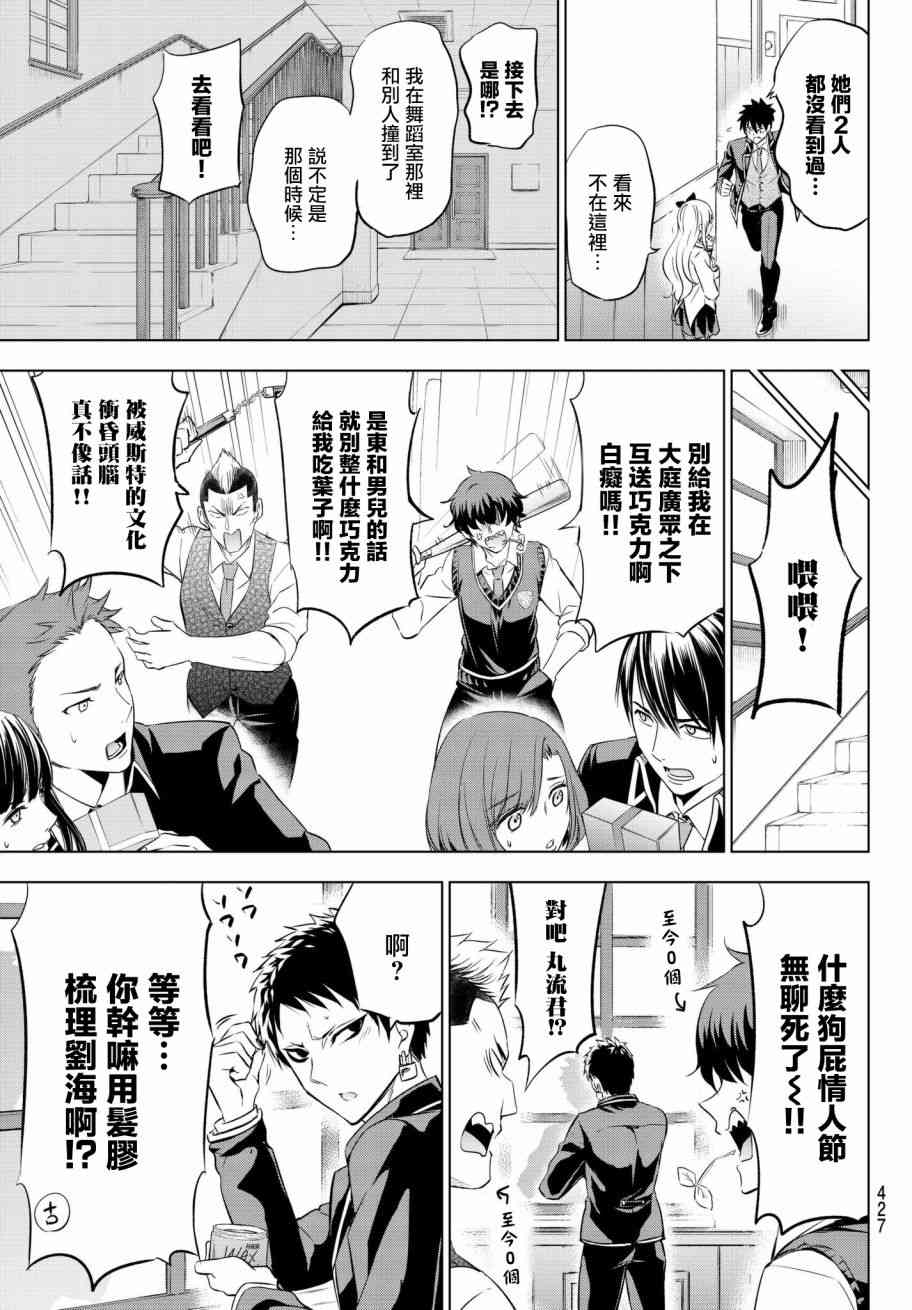 她們2人
都沒看到過…
看來
不在這裡…
接下去
是哪!?
我在舞蹈室那裡
和別人撞到了
說不定是
那個時候…
去看看吧！
喂喂！
別給我在
大庭廣眾之下
互送巧克力啊
白癡嗎!!
是東和男兒的話
就別整什麼巧克力
給我吃葉子啊!!
被威斯特的文化
衝昏頭腦
真不像話!!
什麼狗屁情人節
無聊死了～!!
至今0個
對吧 丸流君!?
至今0個
啊?
等等…
你幹嘛用髮膠
梳理劉海啊!?
古
Wax
427